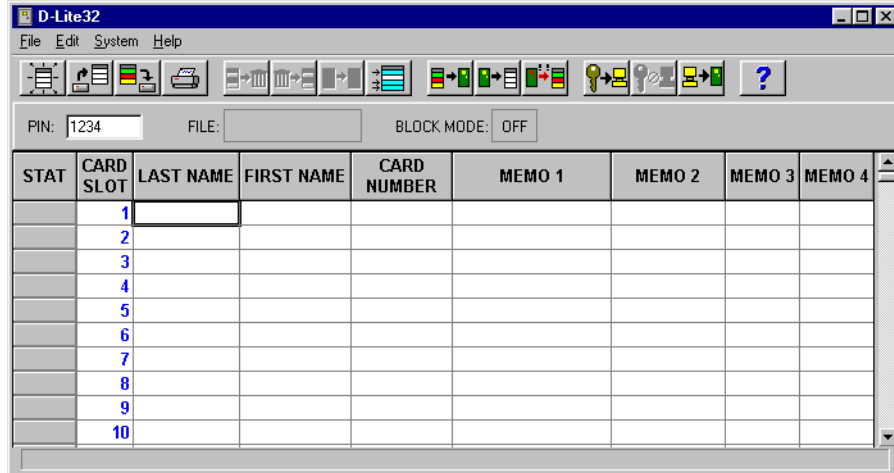 D-Lite32
File Edit System Help
?
PIN: 1234 FILE: BLOCK MODE: OFF
STAT CARD SLOT LAST NAME FIRST NAME CARD NUMBER MEMO 1 MEMO 2 MEMO 3 MEMO 4
1
2
3
4
5
6
7
8
9
10